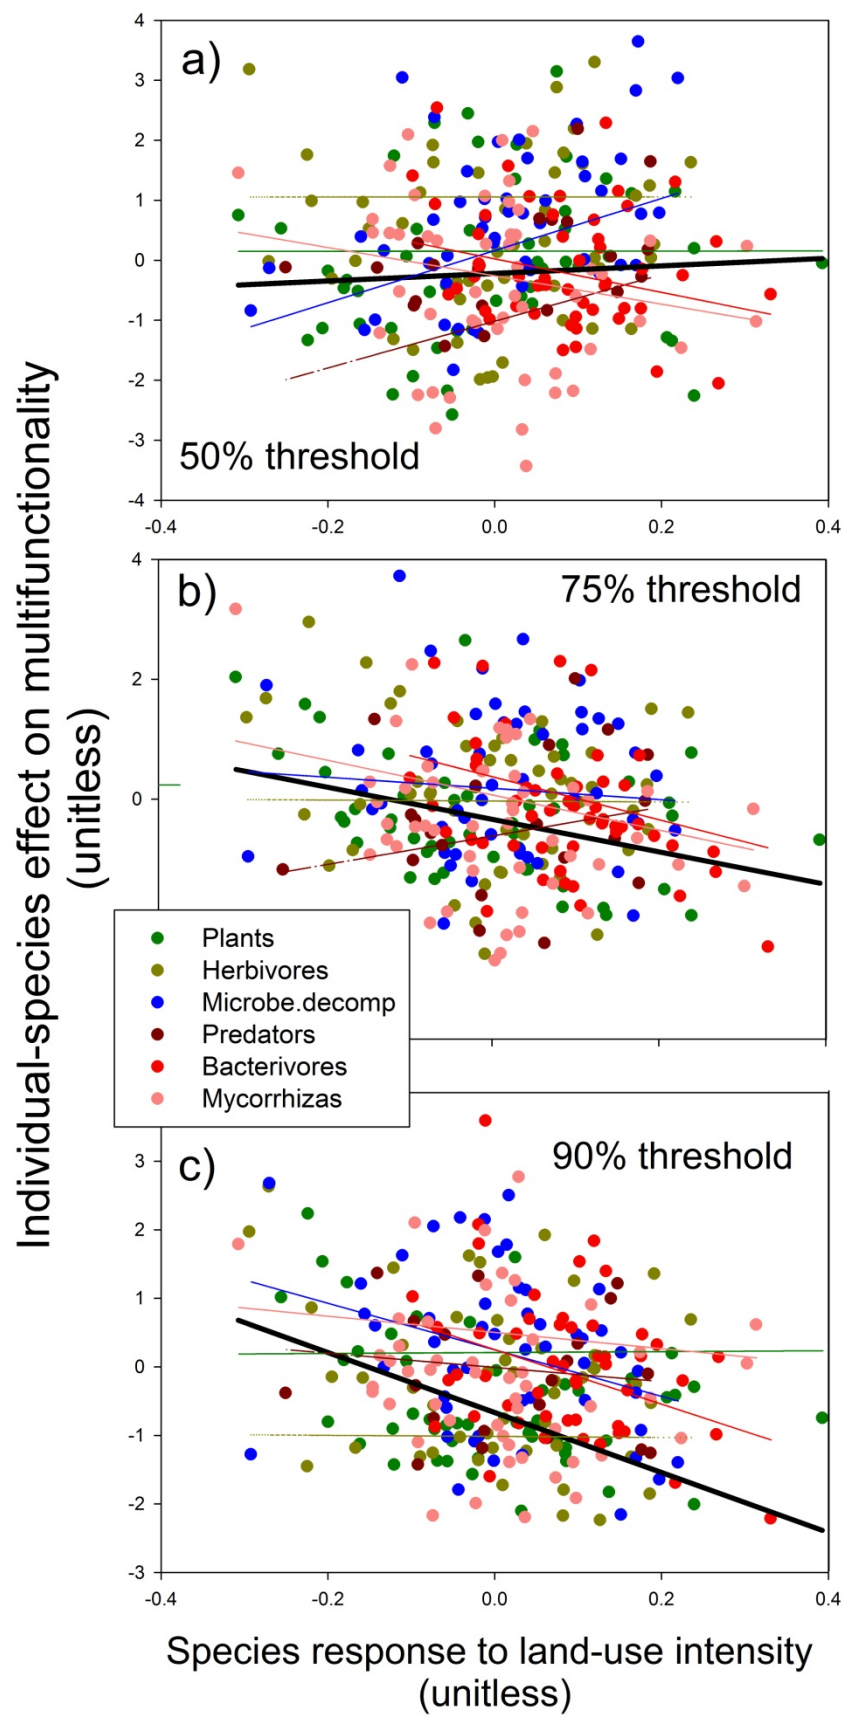 Individual-species effect on multifunctionality
(unitless)
a)
4
3
2
1
0
-1
-2
-3
-4
50% threshold
-0.4 -0.2 0.0 0.2 0.4
b)
75% threshold
4
2
0
Plants
Herbivores
Microbe.decomp
Predators
Bacterivores
Mycorrhizas
c)
90% threshold
3
2
1
0
-1
-2
-3
-0.4 -0.2 0.0 0.2 0.4
Species response to land-use intensity
(unitless)